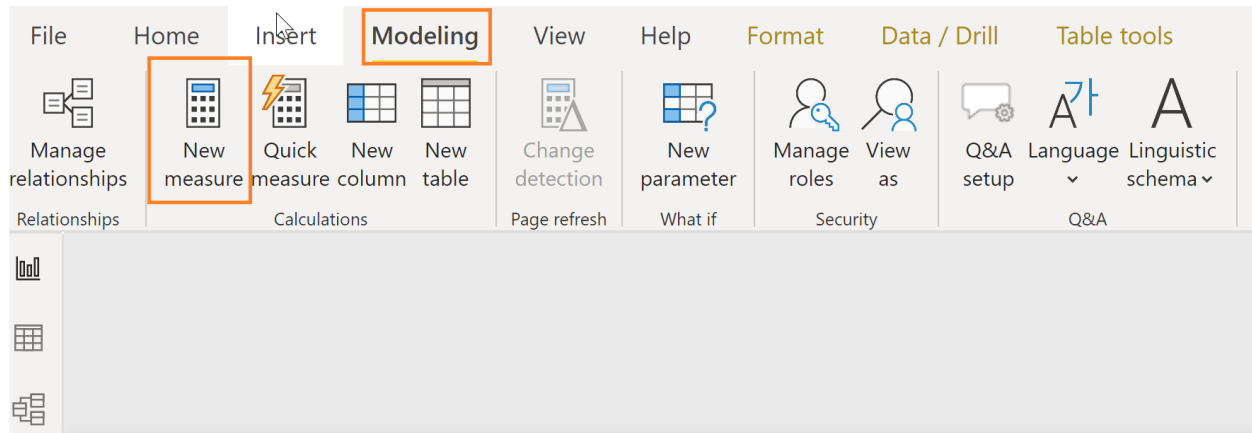 File Home Insert Modeling View Help Format Data / Drill Table tools
Manage New Quick New New Change New Manage View Q&A Language Linguistic
relationships measure measure column table detection parameter roles as setup schema
Relationships Calculations Page refresh What if Security Q&A